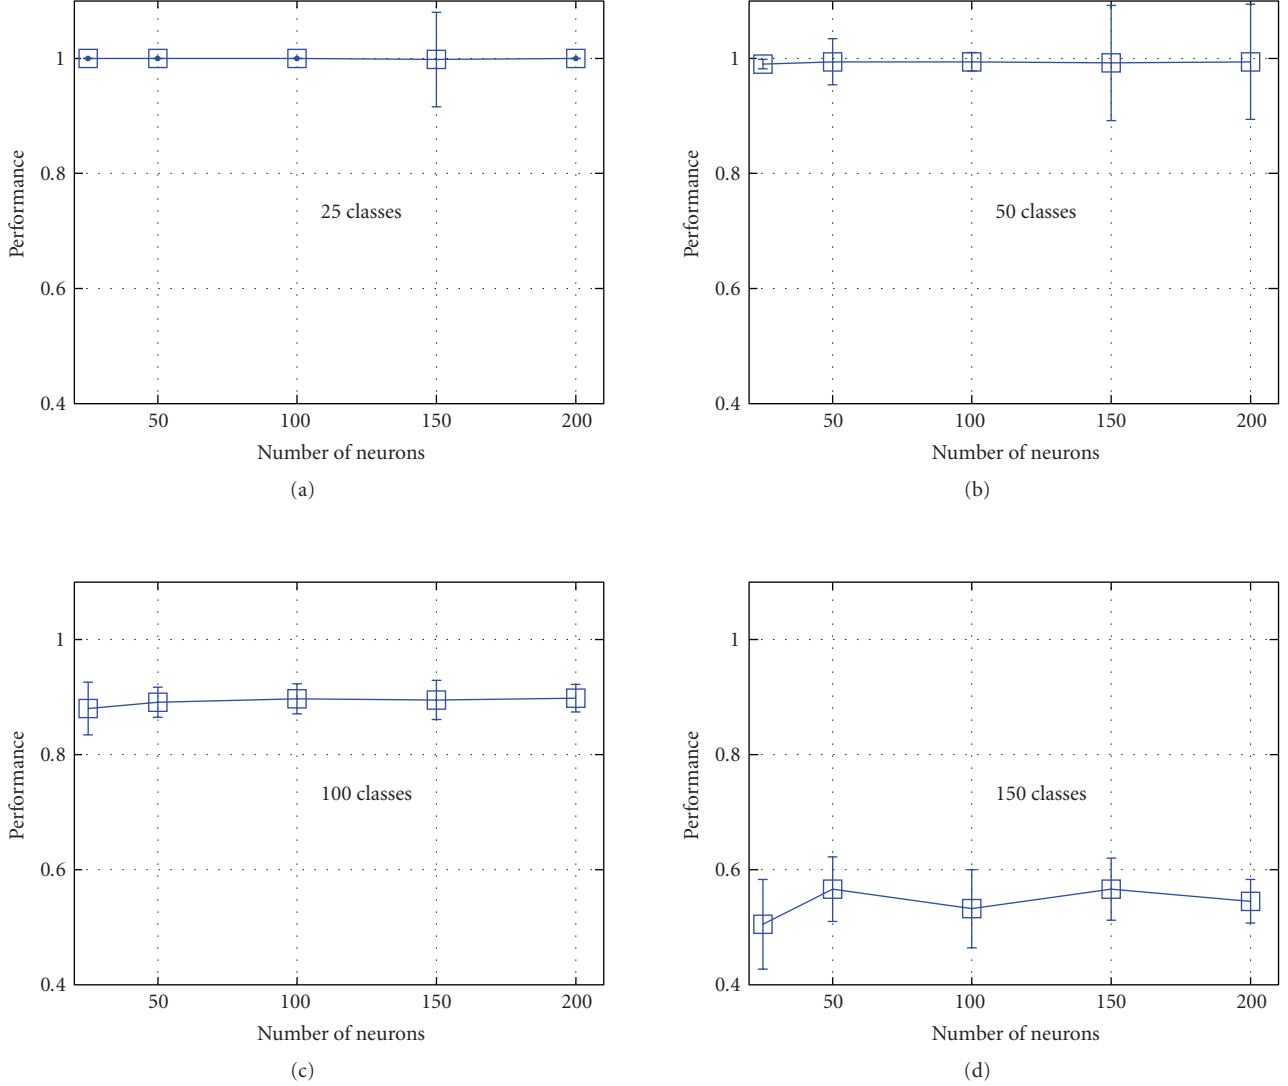 Performance
1
0.8
0.6
0.4
25 classes
50 100 150 200
Number of neurons
(a)
Performance
1
0.8
0.6
0.4
50 classes
50 100 150 200
Number of neurons
(b)
Performance
1
0.8
0.6
0.4
100 classes
50 100 150 200
Number of neurons
(c)
Performance
1
0.8
0.6
0.4
150 classes
50 100 150 200
Number of neurons
(d)